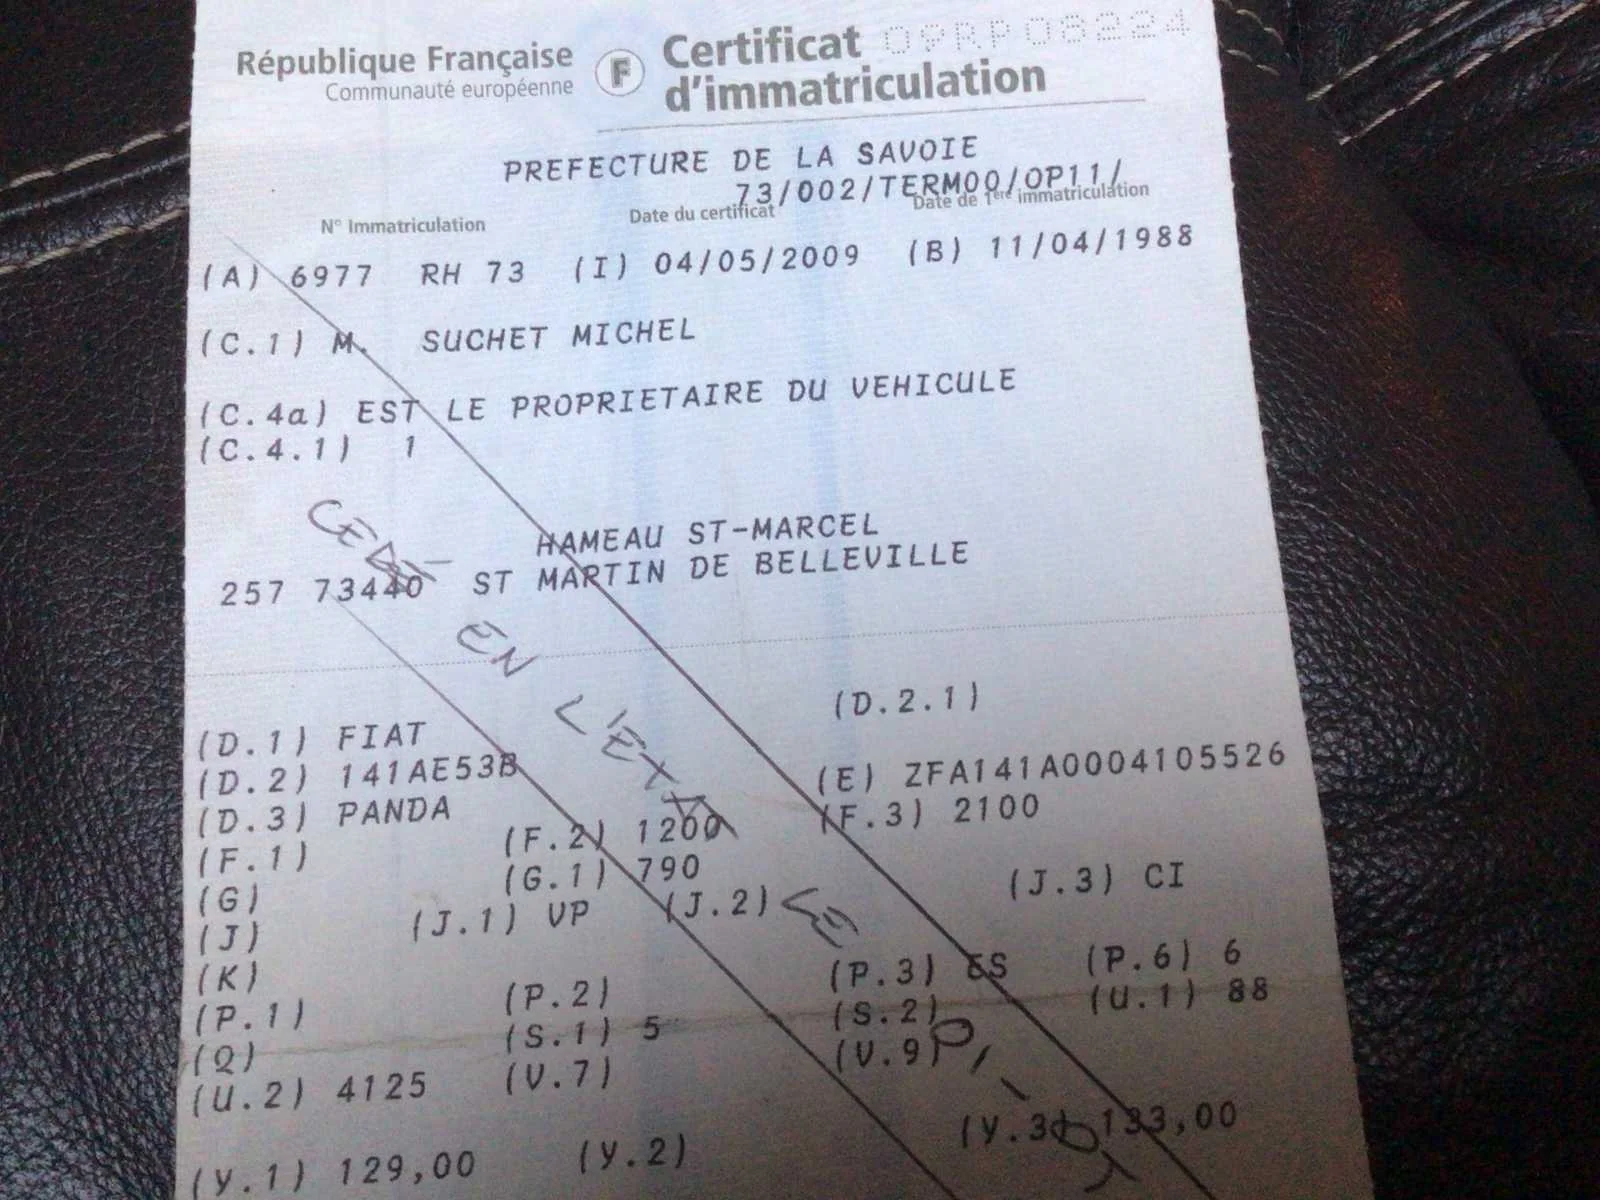 République Française
Communauté européenne
F
Certificat
d'immatriculation
09RP08224
PREFECTURE DE LA SAVOIE
73/002/TERM00/OP11/
N° Immatriculation Date du certificat Date de 1ère immatriculation
(A) 6977 RH 73 (I) 04/05/2009 (B) 11/04/1988
(C.1) M. SUCHET MICHEL
(C.4a) EST LE PROPRIETAIRE DU VEHICULE
(C.4.1) 1
HAMEAU ST-MARCEL
257 73440 ST MARTIN DE BELLEVILLE
CEDÉ EN L'ÉXT LE
(D.1) FIAT (D.2.1)
(D.2) 141AE53B (E) ZFA141A0004105526
(D.3) PANDA
(F.1) (F.2) 1200 (F.3) 2100
(G) (G.1) 790
(J) (J.1) VP (J.2) (J.3) CI
(K)
(P.1) (P.2) (P.3) ES (P.6) 6
(Q) (S.1) 5 (S.2) (U.1) 88
(U.2) 4125 (V.7) (V.9)
(Y.1) 129,00 (Y.2) (Y.3) 133,00